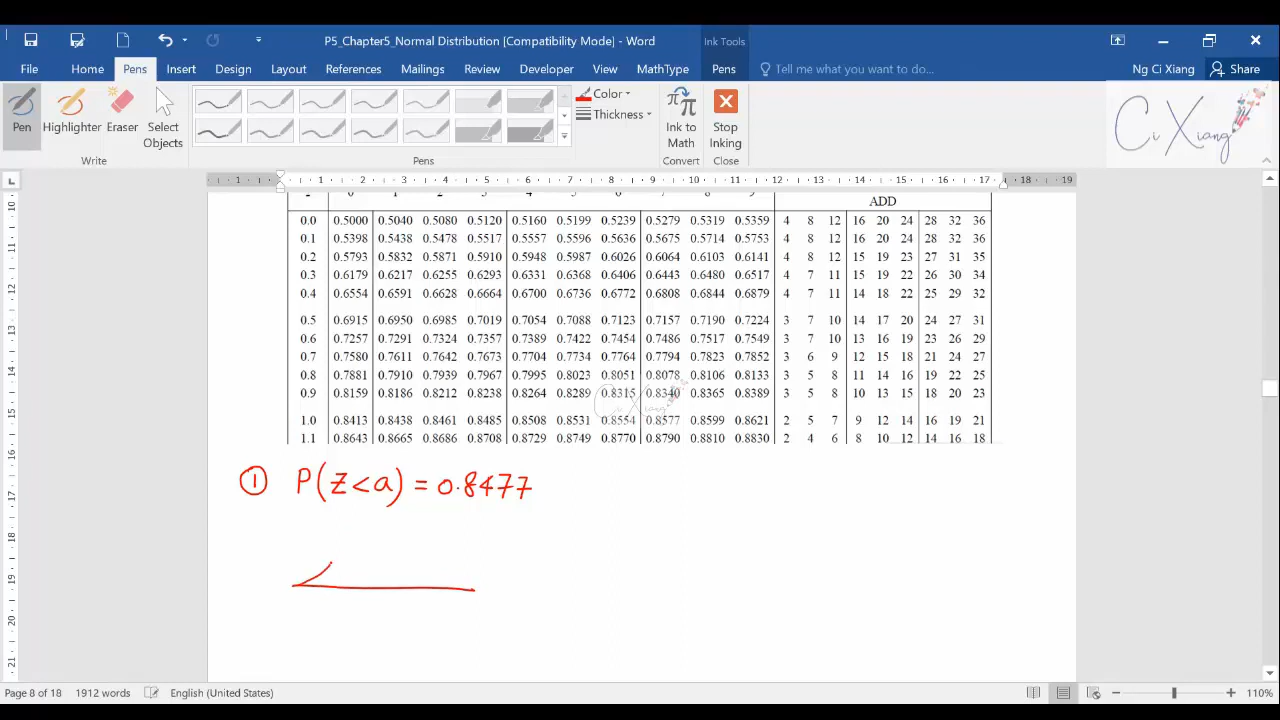 P5_Chapter5_Normal Distribution [Compatibility Mode] - Word
Ink Tools
File Home Pens Insert Design Layout References Mailings Review Developer View MathType Pens Tell me what you want to do... Ng Ci Xiang Share
Pen Highlighter Eraser Select Objects
Color
Thickness
Ink to Math
Stop Inking
Write Pens Convert Close
Ci Xiang
1 1 2 3 4 5 6 7 8 9 10 11 12 13 14 15 16 17 18 19
ADD
0.0 0.5000 0.5040 0.5080 0.5120 0.5160 0.5199 0.5239 0.5279 0.5319 0.5359 4 8 12 16 20 24 28 32 36
0.1 0.5398 0.5438 0.5478 0.5517 0.5557 0.5596 0.5636 0.5675 0.5714 0.5753 4 8 12 16 20 24 28 32 36
0.2 0.5793 0.5832 0.5871 0.5910 0.5948 0.5987 0.6026 0.6064 0.6103 0.6141 4 8 12 15 19 23 27 31 35
0.3 0.6179 0.6217 0.6255 0.6293 0.6331 0.6368 0.6406 0.6443 0.6480 0.6517 4 7 11 15 19 22 26 30 34
0.4 0.6554 0.6591 0.6628 0.6664 0.6700 0.6736 0.6772 0.6808 0.6844 0.6879 4 7 11 14 18 22 25 29 32
0.5 0.6915 0.6950 0.6985 0.7019 0.7054 0.7088 0.7123 0.7157 0.7190 0.7224 3 7 10 14 17 20 24 27 31
0.6 0.7257 0.7291 0.7324 0.7357 0.7389 0.7422 0.7454 0.7486 0.7517 0.7549 3 7 10 13 16 19 23 26 29
0.7 0.7580 0.7611 0.7642 0.7673 0.7704 0.7734 0.7764 0.7794 0.7823 0.7852 3 6 9 12 15 18 21 24 27
0.8 0.7881 0.7910 0.7939 0.7967 0.7995 0.8023 0.8051 0.8078 0.8106 0.8133 3 5 8 11 14 16 19 22 25
0.9 0.8159 0.8186 0.8212 0.8238 0.8264 0.8289 0.8315 0.8340 0.8365 0.8389 3 5 8 10 13 15 18 20 23
1.0 0.8413 0.8438 0.8461 0.8485 0.8508 0.8531 0.8554 0.8577 0.8599 0.8621 2 5 7 9 12 14 16 19 21
1.1 0.8643 0.8665 0.8686 0.8708 0.8729 0.8749 0.8770 0.8790 0.8810 0.8830 2 4 6 8 10 12 14 16 18
① P(Z<a) = 0.8477
Page 8 of 18 1912 words English (United States) 110%